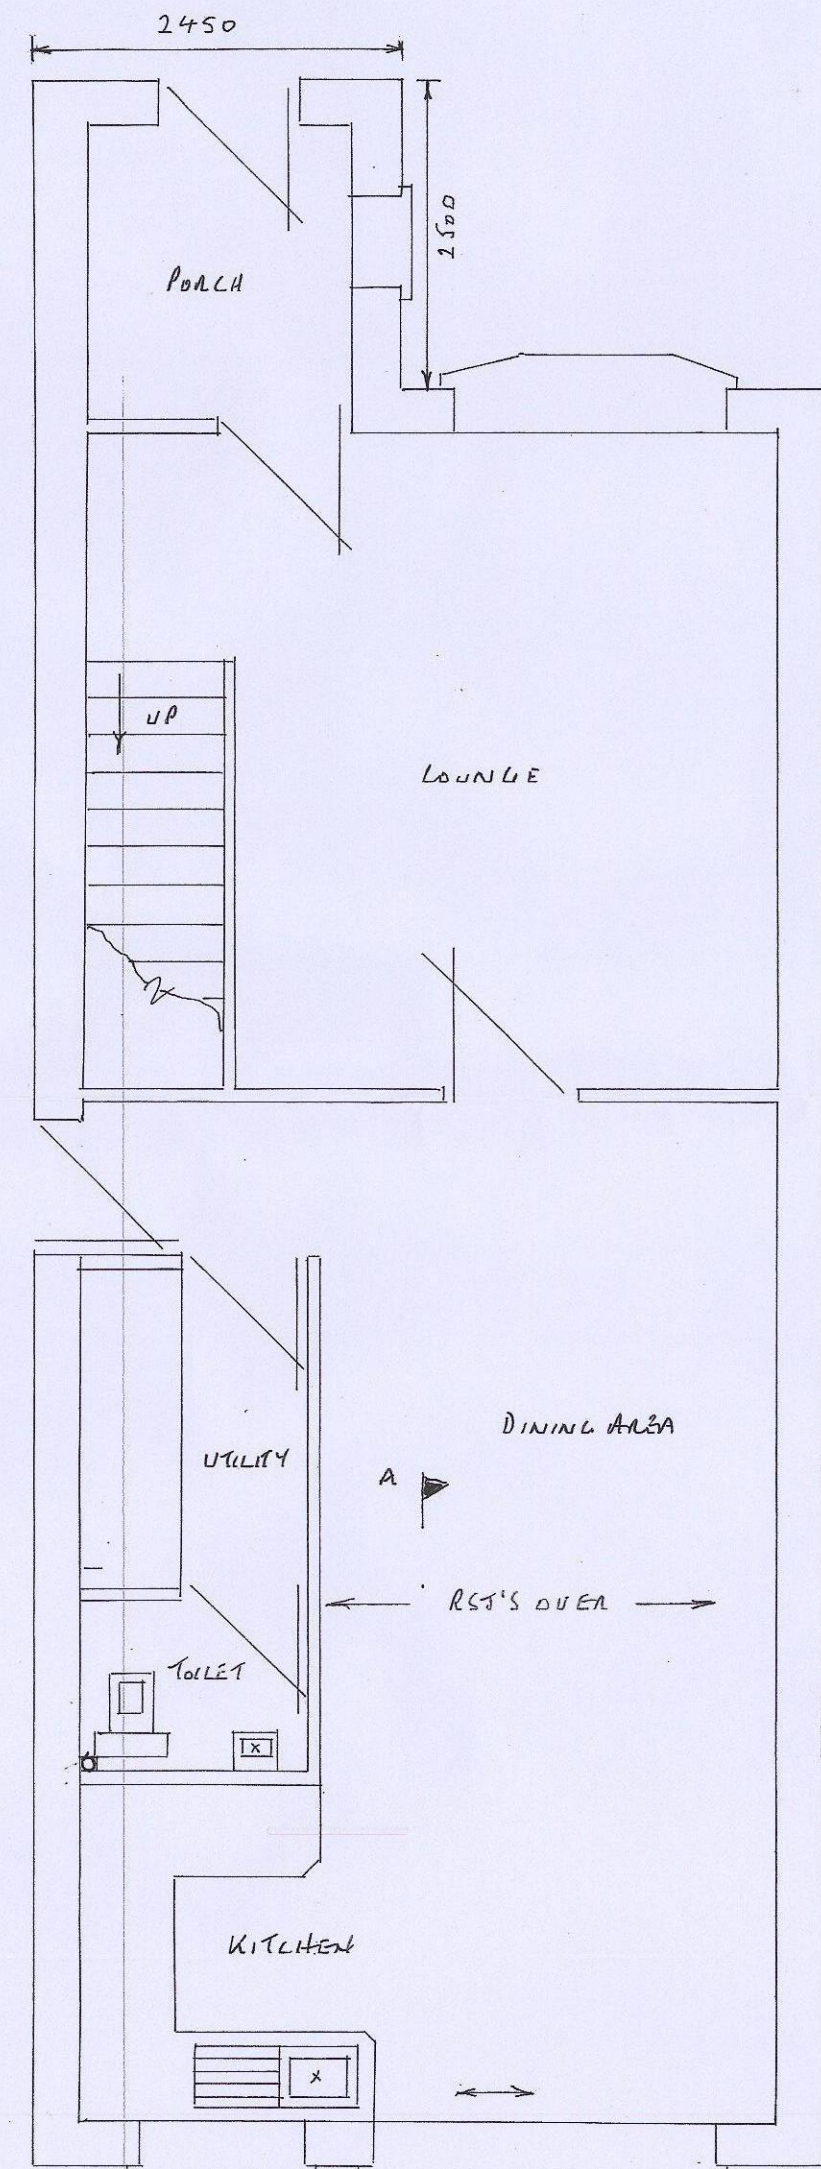 2450
2500
PORCH
UP
LOUNGE
DINING AREA
UTILITY
A
RSJ'S OVER
TOILET
X
KITCHEN
X